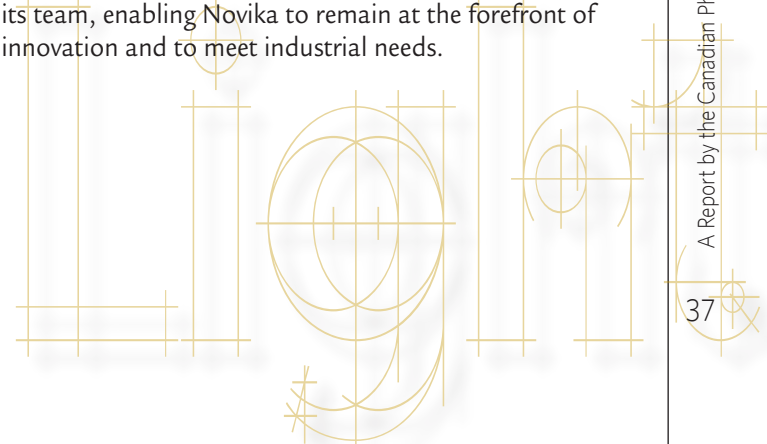 its team, enabling Novika to remain at the forefront of
innovation and to meet industrial needs.
A Report by the Canadian
37
Light